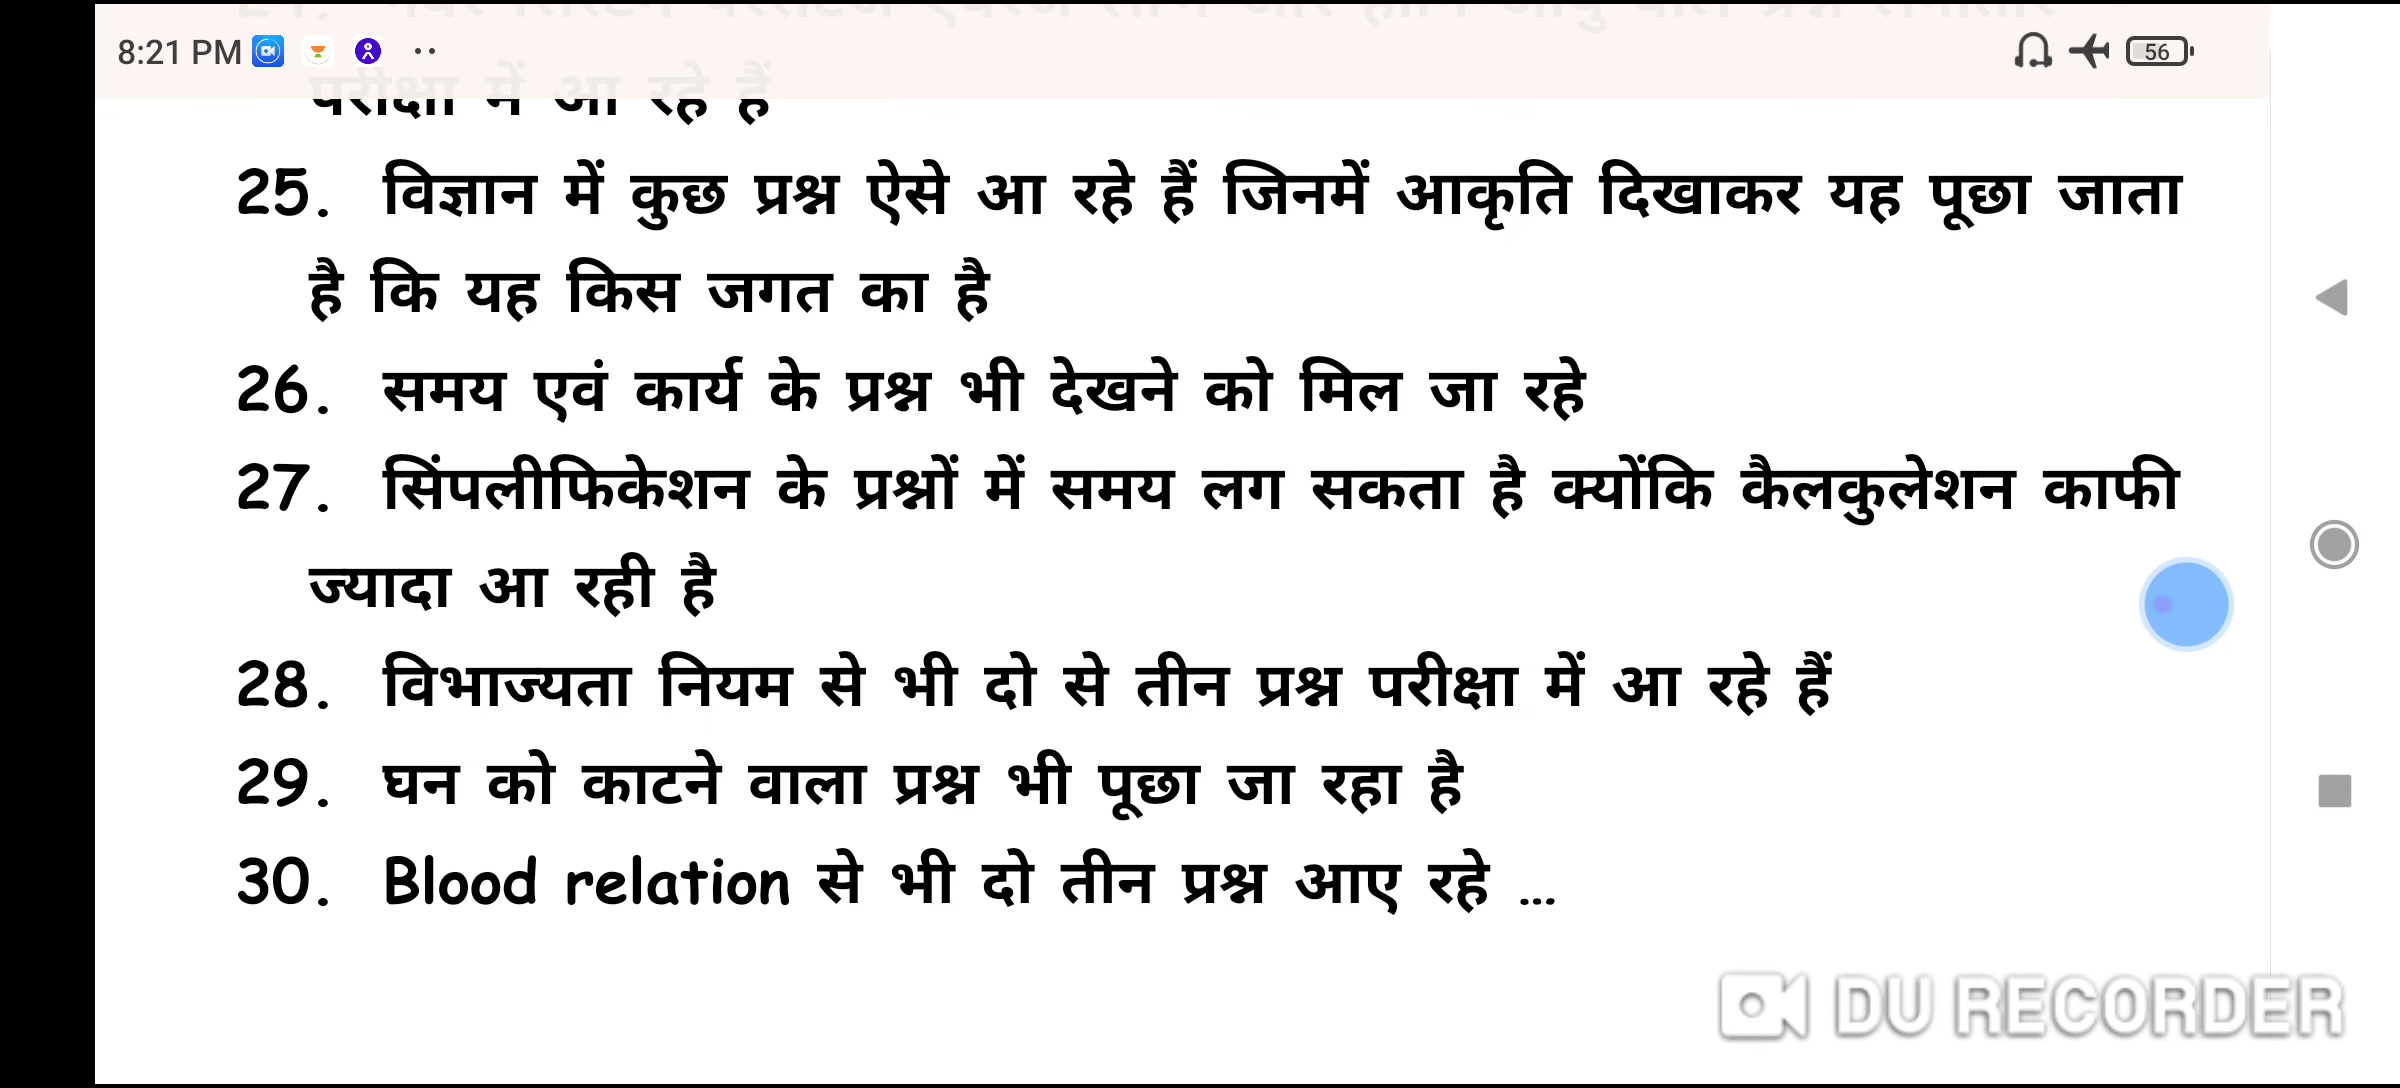 8:21 PM
56
परीक्षा में आ रहे हैं
25. विज्ञान में कुछ प्रश्न ऐसे आ रहे हैं जिनमें आकृति दिखाकर यह पूछा जाता
है कि यह किस जगत का है
26. समय एवं कार्य के प्रश्न भी देखने को मिल जा रहे
27. सिंपलीफिकेशन के प्रश्नों में समय लग सकता है क्योंकि कैलकुलेशन काफी
ज्यादा आ रही है
28. विभाज्यता नियम से भी दो से तीन प्रश्न परीक्षा में आ रहे हैं
29. घन को काटने वाला प्रश्न भी पूछा जा रहा है
30. Blood relation से भी दो तीन प्रश्न आए रहे ...
DU RECORDER